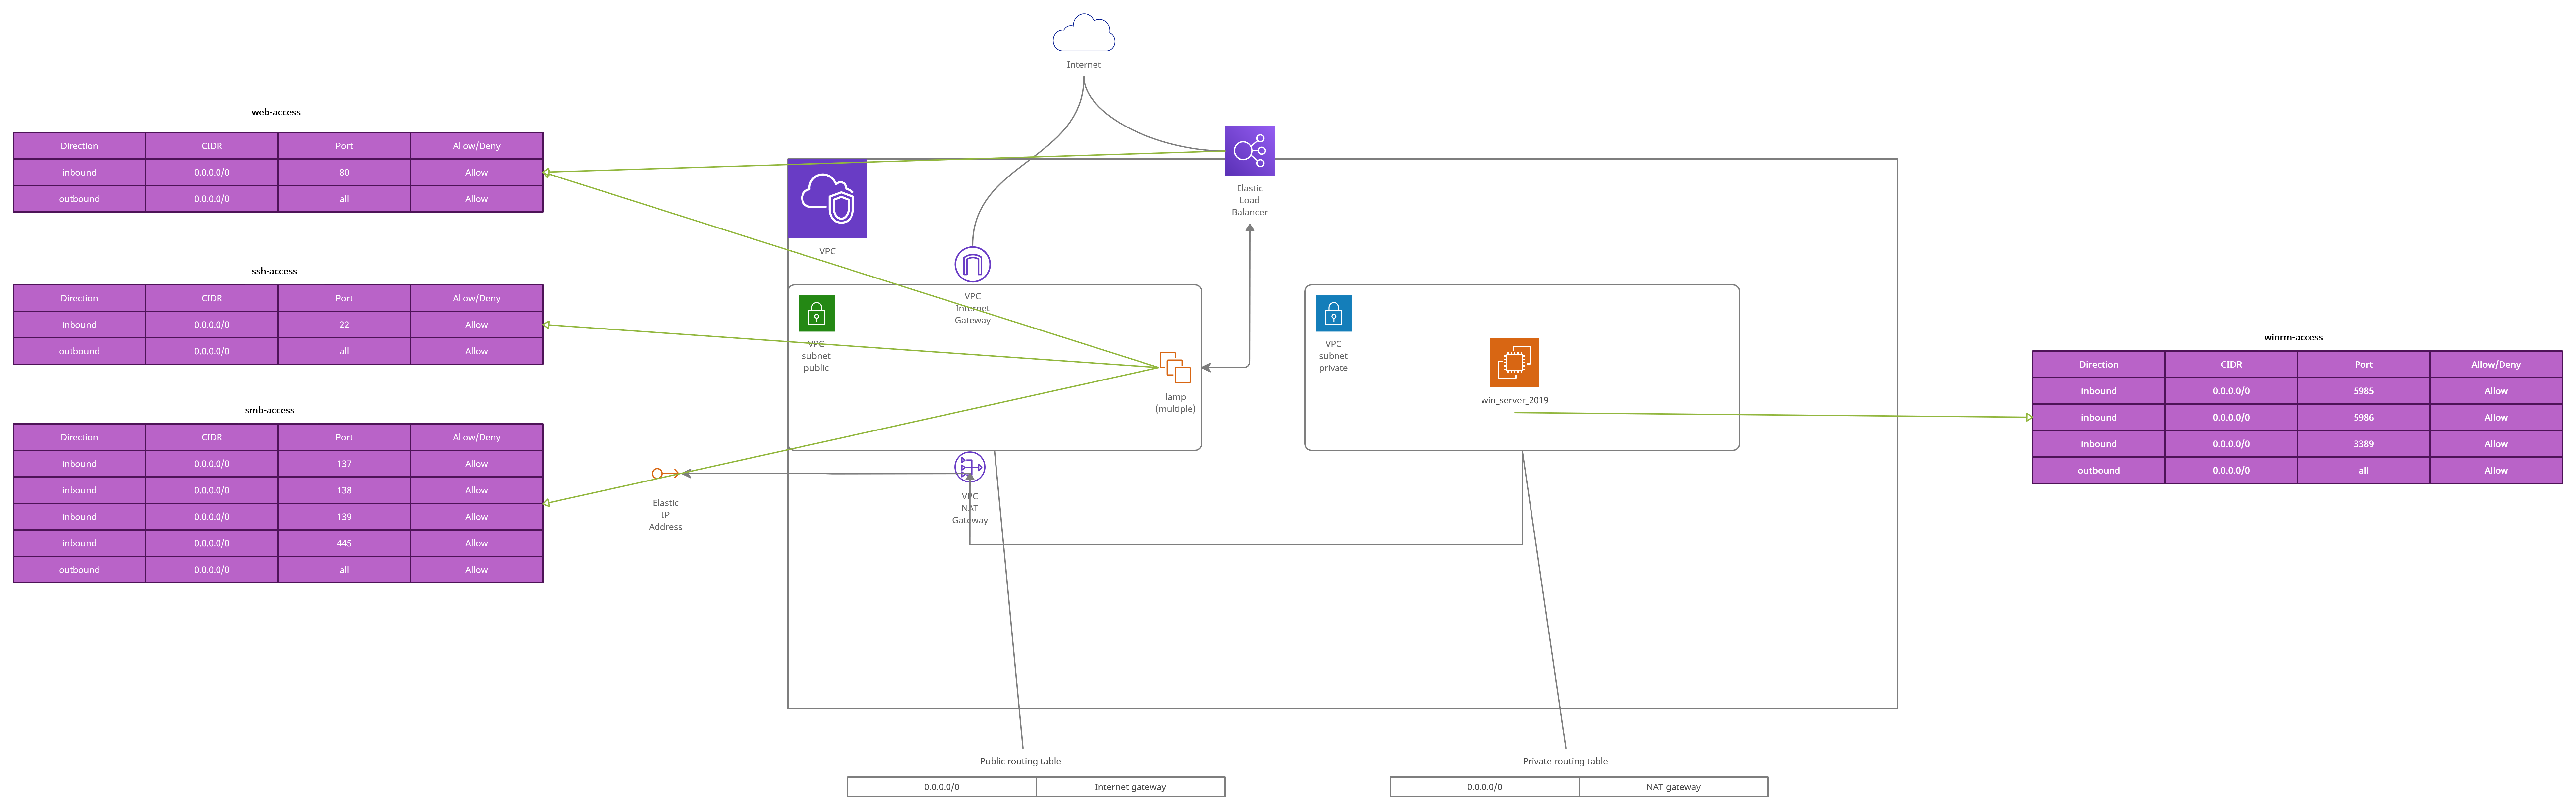 Internet
web-access
Direction CIDR Port Allow/Deny
inbound 0.0.0.0/0 80 Allow
outbound 0.0.0.0/0 all Allow
Elastic
Load
Balancer
VPC
ssh-access
Direction CIDR Port Allow/Deny
inbound 0.0.0.0/0 22 Allow
outbound 0.0.0.0/0 all Allow
VPC
Internet
Gateway
VPC
subnet
public
lamp
(multiple)
VPC
subnet
private
win_server_2019
winrm-access
Direction CIDR Port Allow/Deny
inbound 0.0.0.0/0 5985 Allow
inbound 0.0.0.0/0 5986 Allow
inbound 0.0.0.0/0 3389 Allow
outbound 0.0.0.0/0 all Allow
smb-access
Direction CIDR Port Allow/Deny
inbound 0.0.0.0/0 137 Allow
inbound 0.0.0.0/0 138 Allow
inbound 0.0.0.0/0 139 Allow
inbound 0.0.0.0/0 445 Allow
outbound 0.0.0.0/0 all Allow
Elastic
IP
Address
VPC
NAT
Gateway
Public routing table
0.0.0.0/0 Internet gateway
Private routing table
0.0.0.0/0 NAT gateway